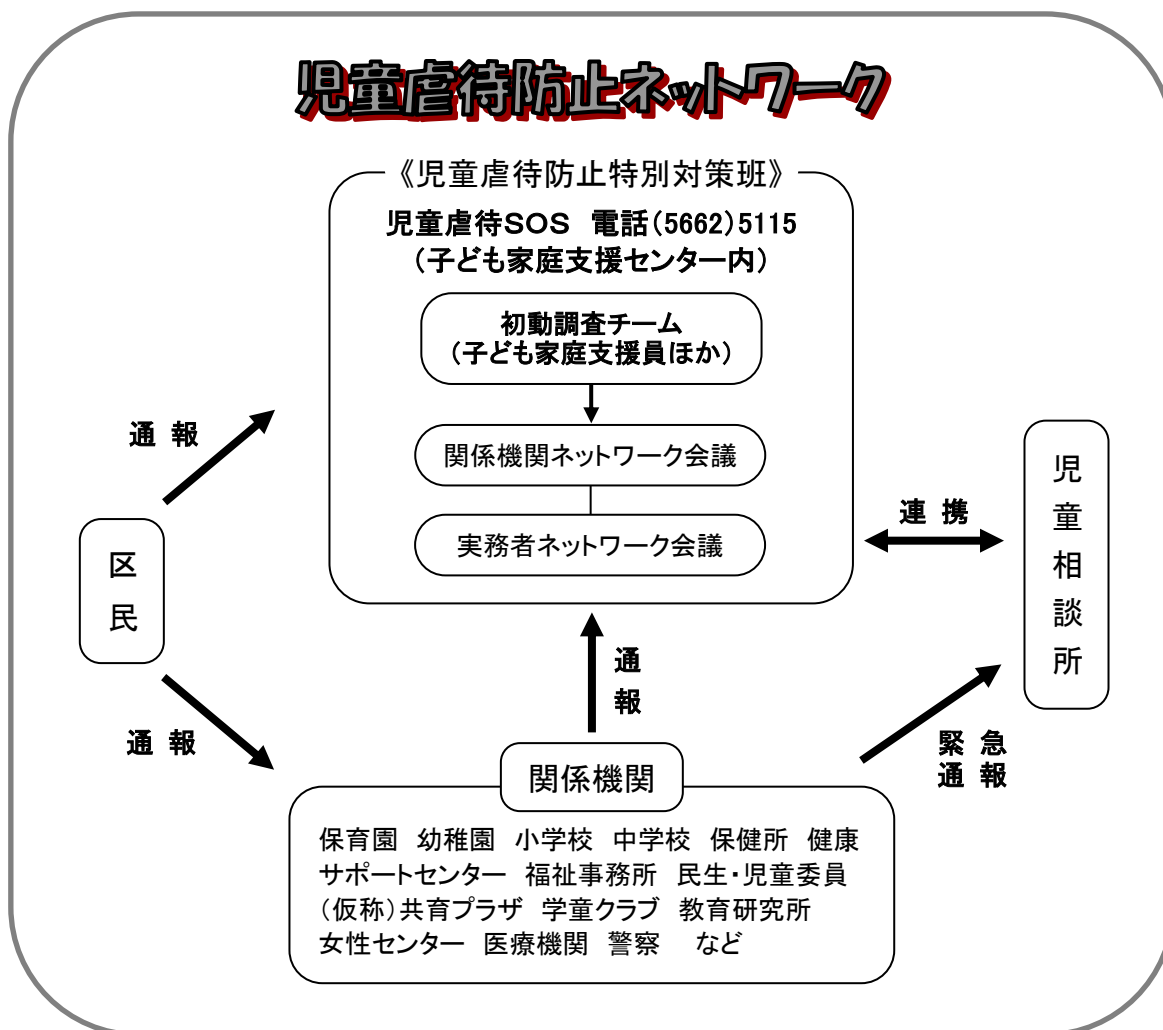 児童虐待防止ネットワーク
《児童虐待防止特別対策班》
児童虐待SOS 電話(5662)5115
(子ども家庭支援センター内)
初動調査チーム
(子ども家庭支援員ほか)
関係機関ネットワーク会議
実務者ネットワーク会議
通 報
区民
通 報
通報
連 携
児童相談所
緊 急
通 報
関係機関
保育園 幼稚園 小学校 中学校 保健所 健康
サポートセンター 福祉事務所 民生・児童委員
(仮称)共育プラザ 学童クラブ 教育研究所
女性センター 医療機関 警察 など